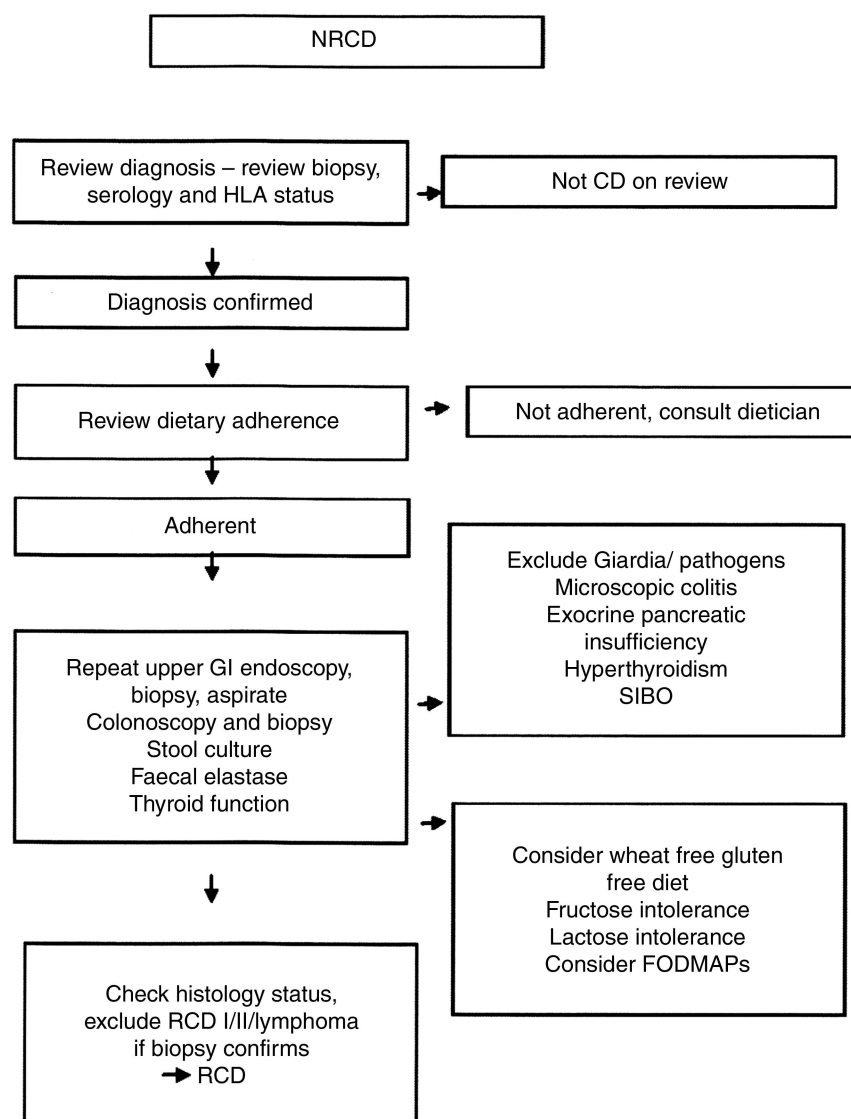 NRCD
Review diagnosis – review biopsy,
serology and HLA status
Not CD on review
Diagnosis confirmed
Review dietary adherence
Not adherent, consult dietician
Adherent
Exclude Giardia/ pathogens
Microscopic colitis
Exocrine pancreatic
insufficiency
Hyperthyroidism
SIBO
Repeat upper GI endoscopy,
biopsy, aspirate
Colonoscopy and biopsy
Stool culture
Faecal elastase
Thyroid function
Consider wheat free gluten
free diet
Fructose intolerance
Lactose intolerance
Consider FODMAPs
Check histology status,
exclude RCD I/II/lymphoma
if biopsy confirms
RCD